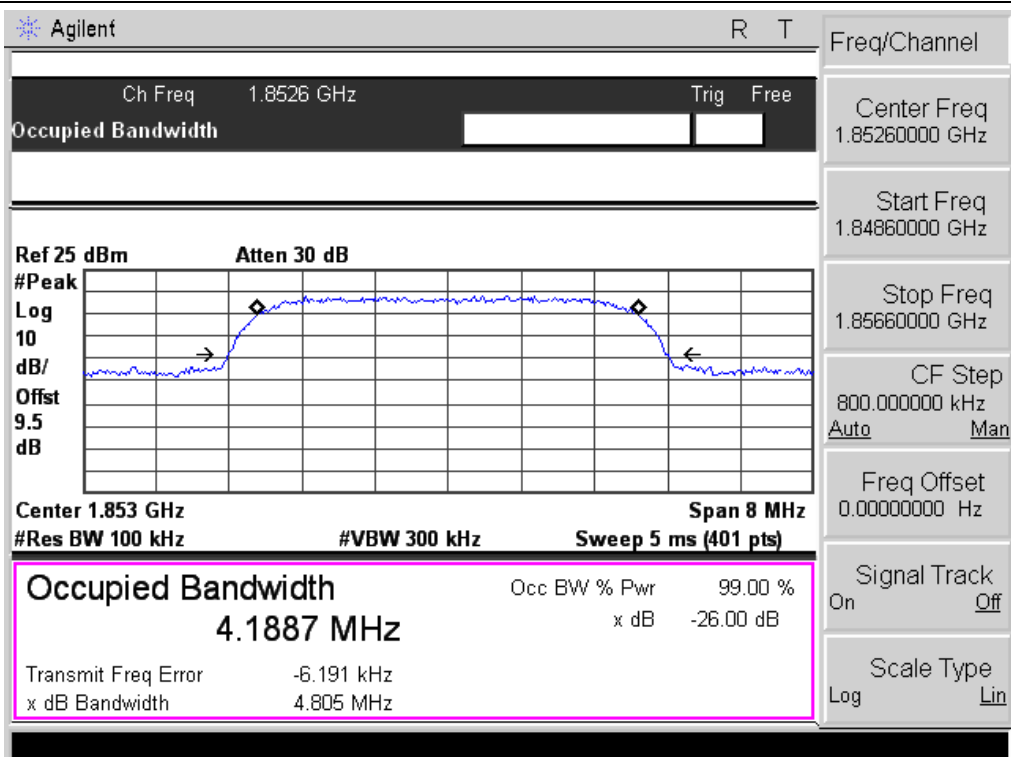 Agilent R T
Ch Freq 1.8526 GHz Trig Free
Occupied Bandwidth
Ref 25 dBm Atten 30 dB
#Peak
Log
10
dB/
Offst
9.5
dB
Center 1.853 GHz Span 8 MHz
#Res BW 100 kHz #VBW 300 kHz Sweep 5 ms (401 pts)
Occupied Bandwidth
4.1887 MHz
Occ BW % Pwr 99.00 %
x dB -26.00 dB
Transmit Freq Error -6.191 kHz
x dB Bandwidth 4.805 MHz
Freq/Channel
Center Freq
1.85260000 GHz
Start Freq
1.84860000 GHz
Stop Freq
1.85660000 GHz
CF Step
800.000000 kHz
Auto Man
Freq Offset
0.00000000 Hz
Signal Track
On Off
Scale Type
Log Lin